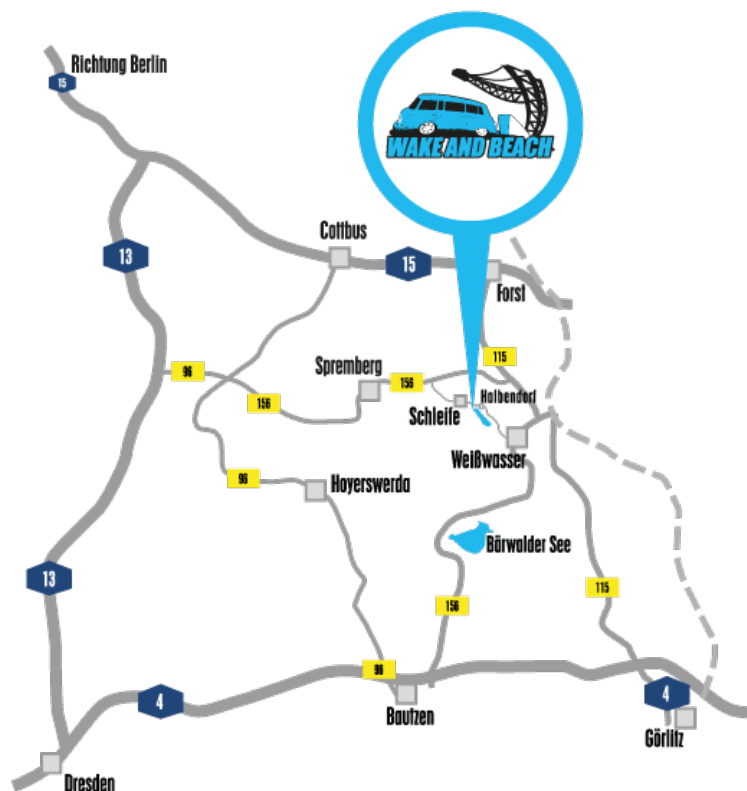 Richtung Berlin
15
WAKE AND BEACH
Cottbus
13
15
Forst
96
Spremberg
156
115
156
Schleife
Halbendorf
Weißwasser
96
Hoyerswerda
Bärwalder See
13
156
115
96
4
Bautzen
4
Görlitz
Dresden